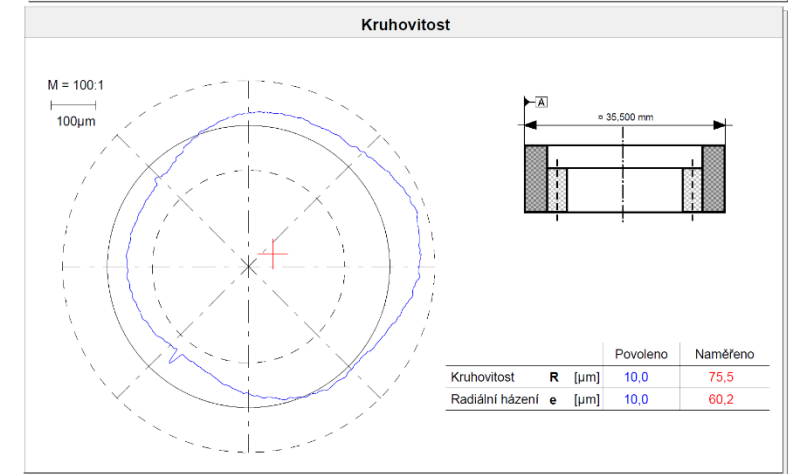 Kruhovitost
M = 100:1
100µm
A
¤ 35,500 mm
Povoleno Naměřeno
Kruhovitost R [µm] 10,0 75,5
Radiální házení e [µm] 10,0 60,2